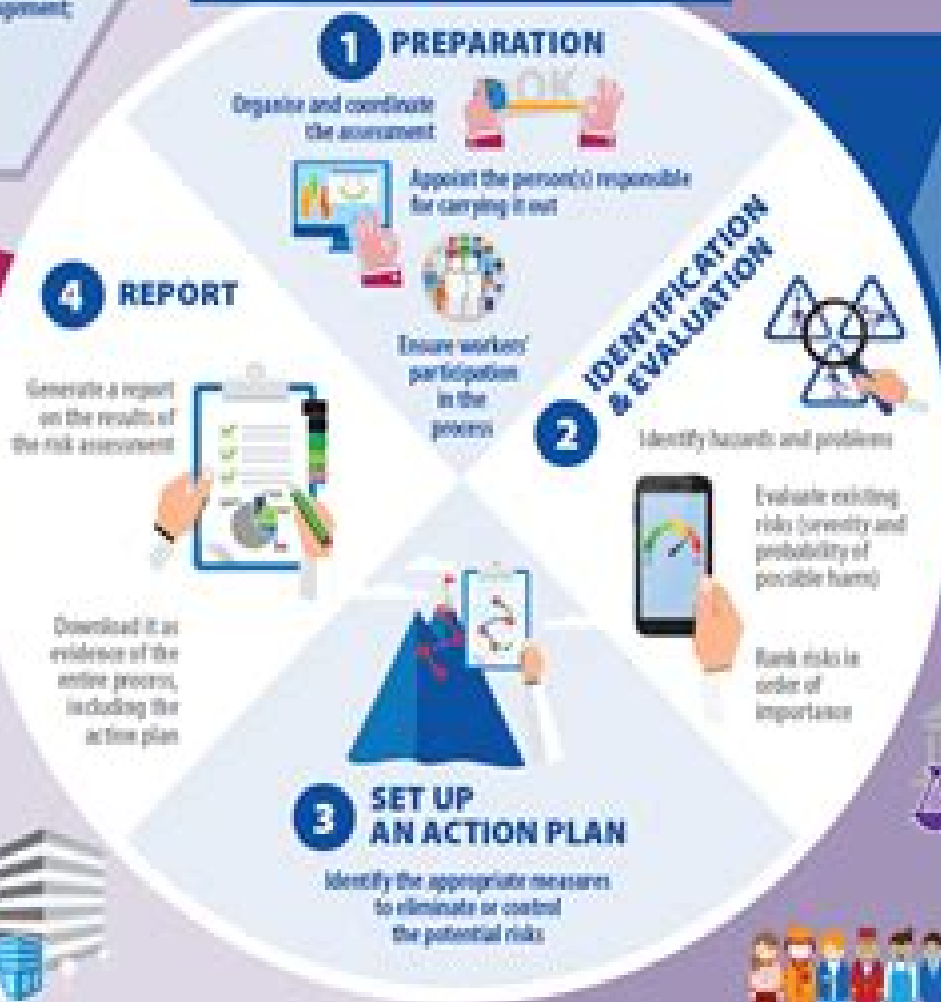 1 PREPARATION
OK
Organise and coordinate
the assessment
Appoint the person(s) responsible
for carrying it out
Ensure workers'
participation
in the
process
2
IDENTIFICATION
& EVALUATION
Identify hazards and problems
Evaluate existing
risks (severity and
probability of
possible harm)
Rank risks in
order of
importance
3
SET UP
AN ACTION PLAN
Identify the appropriate measures
to eliminate or control
the potential risks
4 REPORT
Generate a report
on the results of
the risk assessment
Download it as
evidence of the
entire process,
including the
action plan